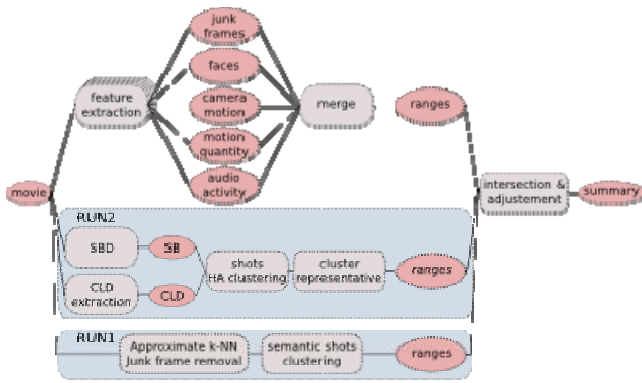 junk
frames
faces
feature
extraction
camera
motion
merge
ranges
motion
quantity
audio
activity
movie
intersection &
adjustement
summary
RUN2
SBD
SB
shots
HA clustering
cluster
representative
ranges
CLD
extraction
CLD
RUN1
Approximate k-NN
Junk frame removal
semantic shots
clustering
ranges